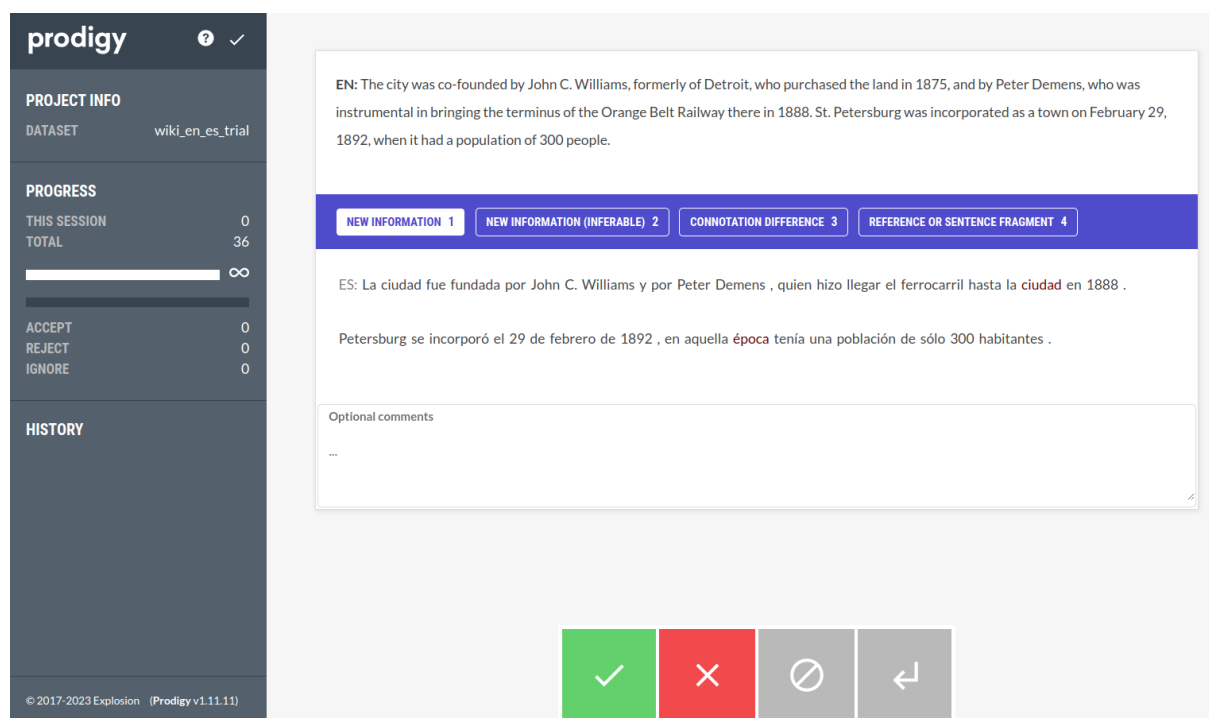 prodigy
PROJECT INFO
DATASET wiki_en_es_trial
PROGRESS
THIS SESSION 0
TOTAL 36
∞
ACCEPT 0
REJECT 0
IGNORE 0
HISTORY
© 2017-2023 Explosion (Prodigy v1.11.11)
EN: The city was co-founded by John C. Williams, formerly of Detroit, who purchased the land in 1875, and by Peter Demens, who was
instrumental in bringing the terminus of the Orange Belt Railway there in 1888. St. Petersburg was incorporated as a town on February 29,
1892, when it had a population of 300 people.
NEW INFORMATION 1 NEW INFORMATION (INFERABLE) 2 CONNOTATION DIFFERENCE 3 REFERENCE OR SENTENCE FRAGMENT 4
ES: La ciudad fue fundada por John C. Williams y por Peter Demens , quien hizo llegar el ferrocarril hasta la ciudad en 1888 .
Petersburg se incorporó el 29 de febrero de 1892 , en aquella época tenía una población de sólo 300 habitantes .
Optional comments
...